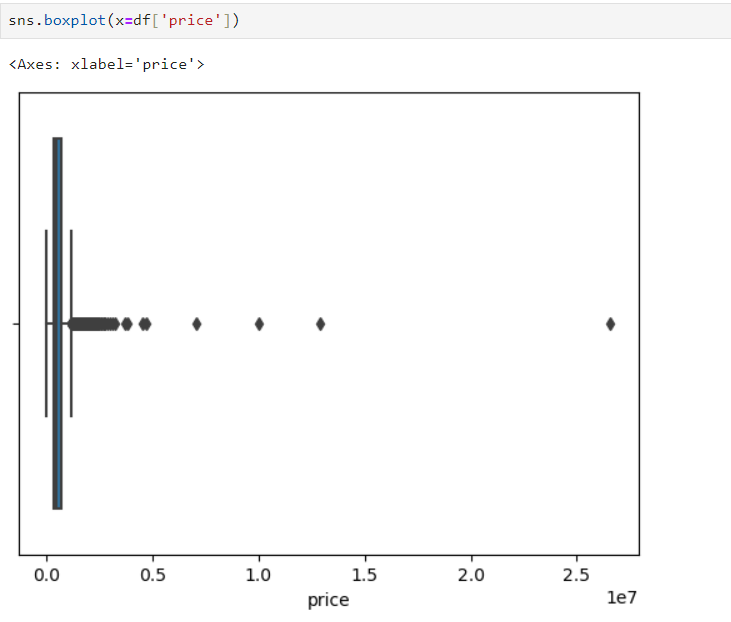 sns.boxplot(x=df['price'])
<Axes: xlabel='price'>
0.0 0.5 1.0 1.5 2.0 2.5
1e7
price